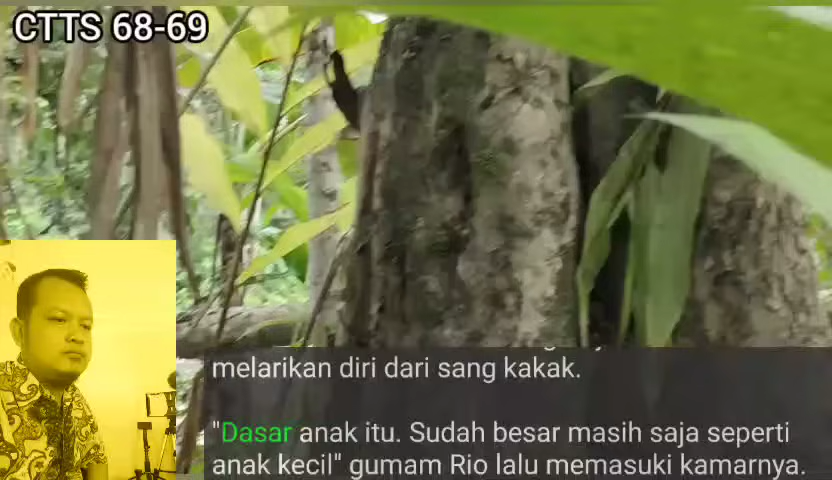 CTTS 68-69
melarikan diri dari sang kakak.
"Dasar anak itu. Sudah besar masih saja seperti
anak kecil" gumam Rio lalu memasuki kamarnya.